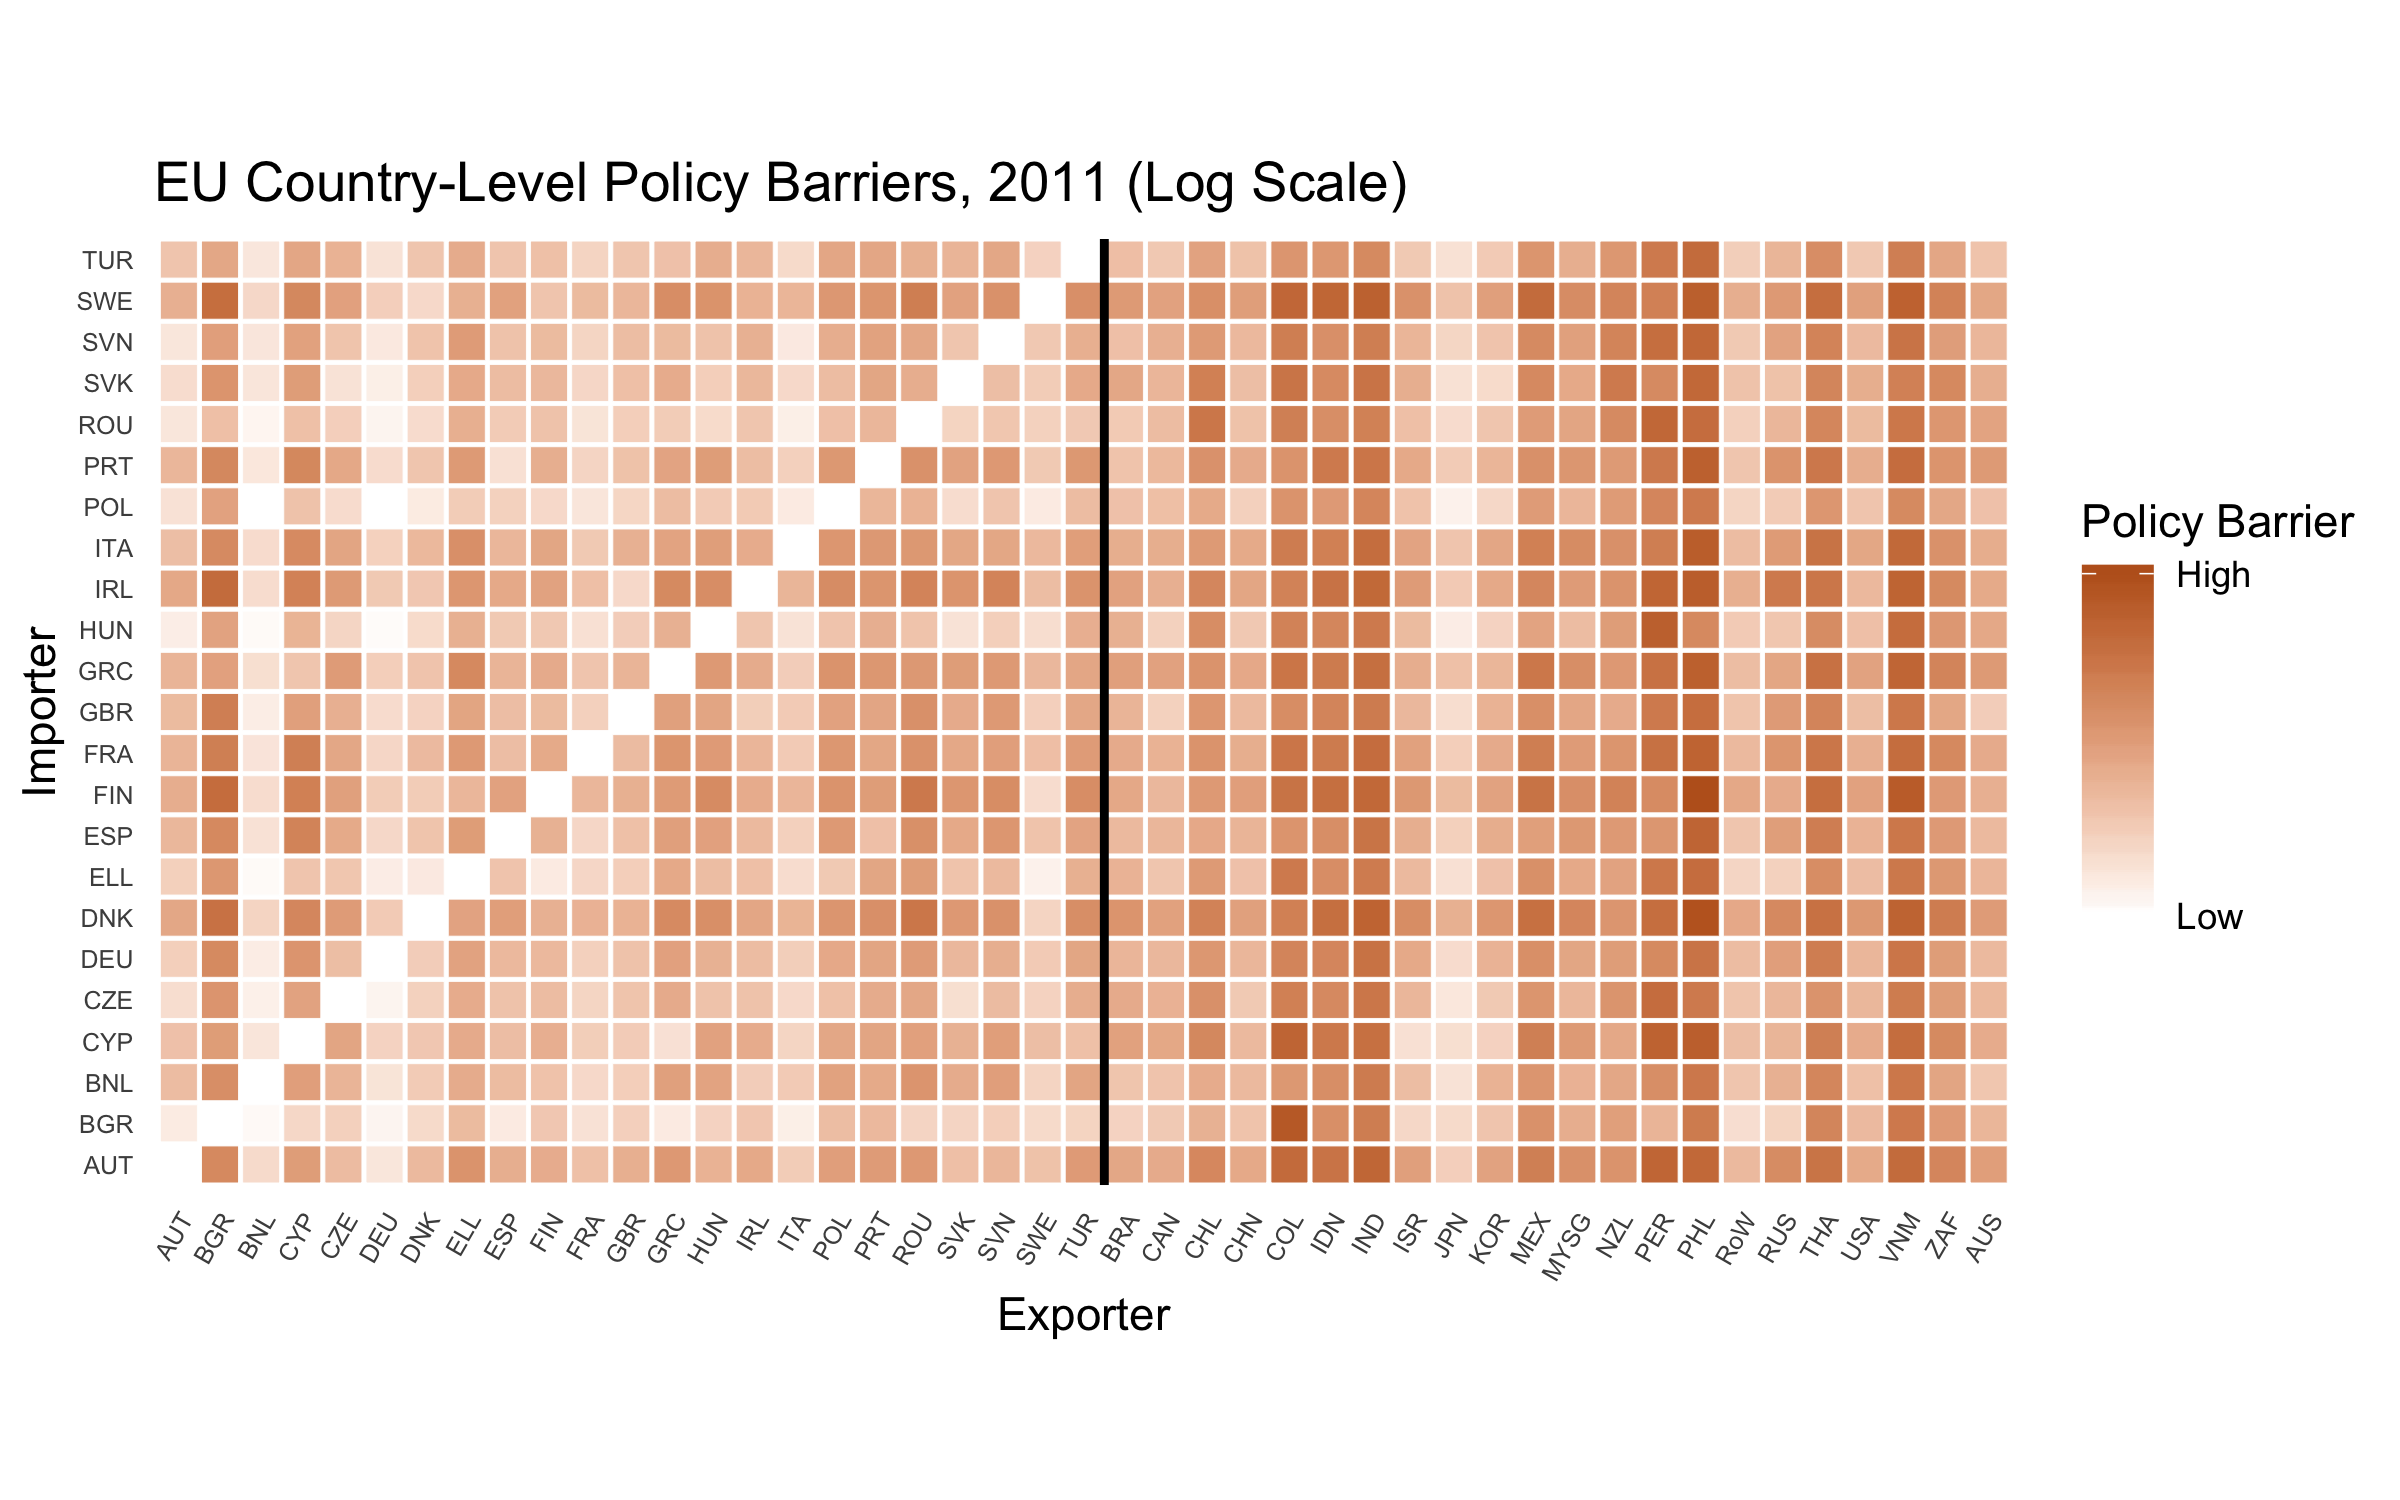 EU Country-Level Policy Barriers, 2011 (Log Scale)
TUR
SWE
SVN
SVK
ROU
PRT
POL
ITA
IRL
HUN
GRC
GBR
FRA
FIN
ESP
ELL
DNK
DEU
CZE
CYP
BNL
BGR
AUT
Importer
AUT BGR BNL CYP CZE DEU DNK ELL ESP FIN FRA GBR GRC HUN IRL ITA POL PRT ROU SVK SVN SWE TUR BRA CAN CHL CHN COL IDN IND ISR JPN KOR MEX MYSG NZL PER PHL RoW RUS THA USA VNM ZAF AUS
Exporter
Policy Barrier
High
Low